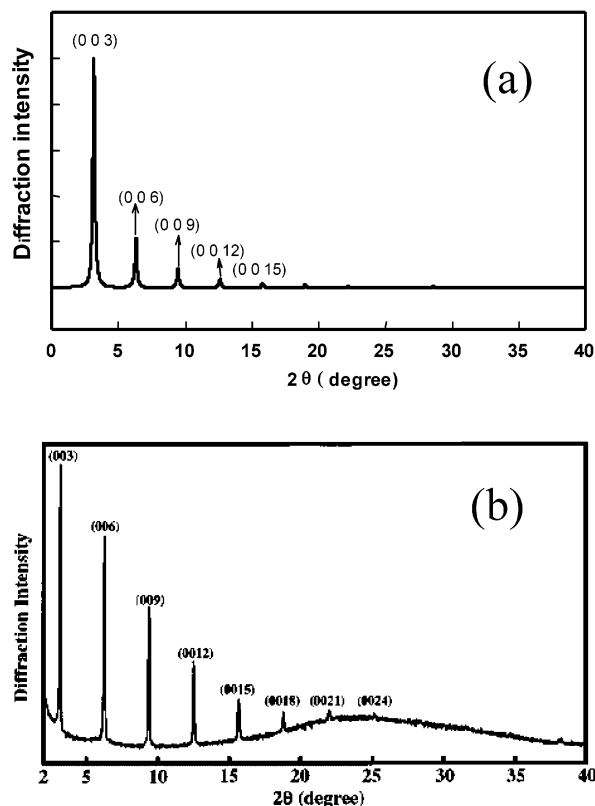 (0 0 3)
(a)
(0 0 6)
(0 0 9)
(0 0 12)
(0 0 15)
Diffraction intensity
0 5 10 15 20 25 30 35 40
2 θ ( degree)
(003)
(b)
(006)
(009)
(0012)
(0015)
(0018) (0021) (0024)
Diffraction Intensity
2 5 10 15 20 25 30 35 40
2θ (degree)